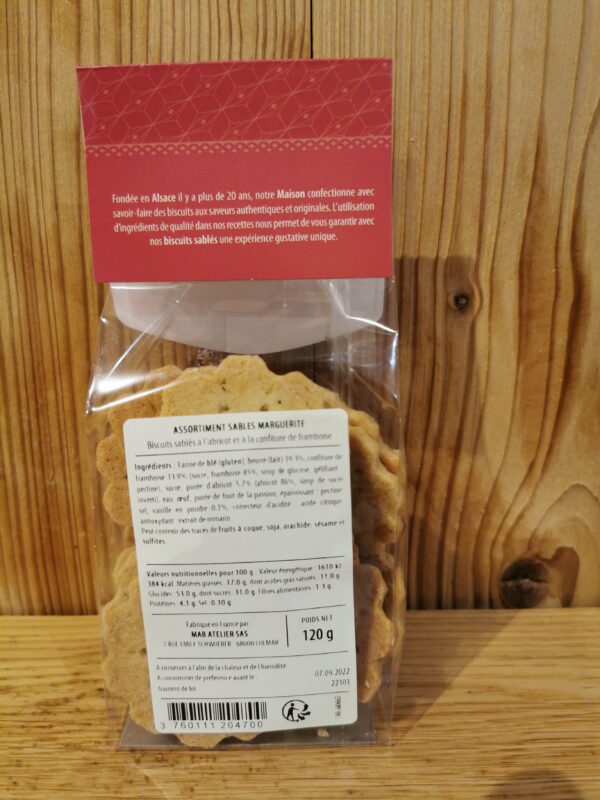 Fondée en Alsace il y a plus de 20 ans, notre Maison confectionne avec
savoir-faire des biscuits aux saveurs authentiques et originales. L'utilisation
d'ingrédients de qualité dans nos recettes nous permet de vous garantir avec
nos biscuits sablés une expérience gustative unique.
ASSORTIMENT SABLES MARGUERITE
Biscuits sablés à l'abricot et à la confiture de framboise
Ingrédients : Farine de blé (gluten), beurre (lait) 19.1%, confiture de
framboise 13.9% (sucre, framboise 45%, sirop de glucose, gélifiant :
pectine), sucre, purée d'abricot 5.7% (abricot 86%, sirop de sucre
inverti), eau, œuf, purée de fruit de la passion, épaississant : pectine
sel, vanille en poudre 0.1%, correcteur d'acidité : acide citrique
antioxydant : extrait de romarin
Peut contenir des traces de fruits à coque, soja, arachide, sésame et
sulfites.
Valeurs nutritionnelles pour 100 g : Valeur énergétique : 1610 kJ
384 kcal Matières grasses : 17.0 g, dont acides gras saturés : 11.0 g
Glucides : 53.0 g, dont sucres : 31.0 g Fibres alimentaires : 1.3 g
Protéines : 4.1 g Sel : 0.10 g
Fabriqué en France par :
MAB ATELIER SAS
2 RUE EMILE SCHWOERER 68000 COLMAR
POIDS NET
120 g
A conserver à l'abri de la chaleur et de l'humidité
A consommer de préférence avant le : 07.09.2022
Numéro de lot 22101
3 760111 204700